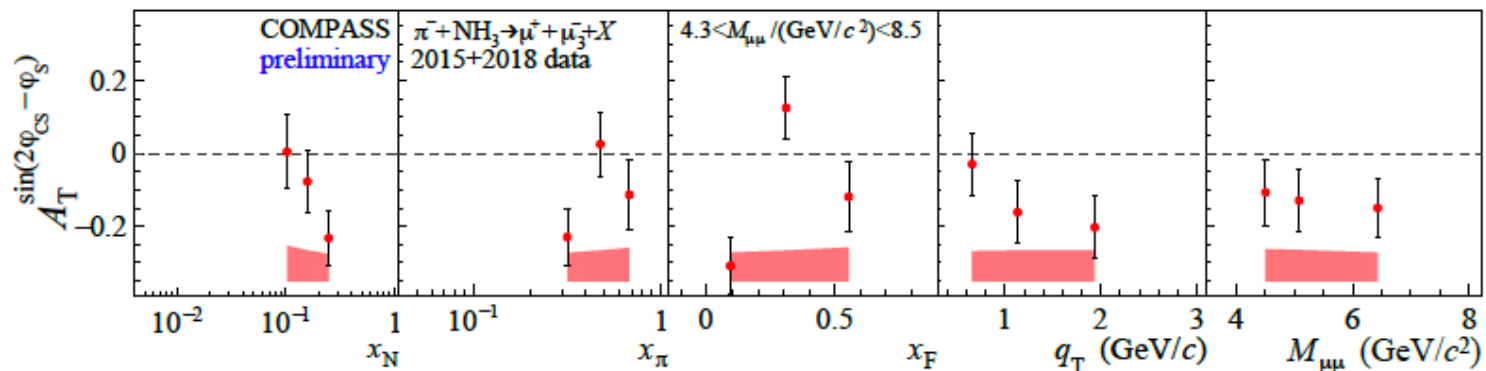 COMPASS
preliminary
π⁻+NH₃→μ⁺+μ₃⁻+X
2015+2018 data
4.3<M_μμ/(GeV/c²)<8.5
A_T^sin(2φ_CS−φ_S)
0.2
0
−0.2
10⁻² 10⁻¹ 1
x_N
10⁻¹ 1
x_π
0 0.5
x_F
1 2 3
q_T (GeV/c)
4 6 8
M_μμ (GeV/c²)